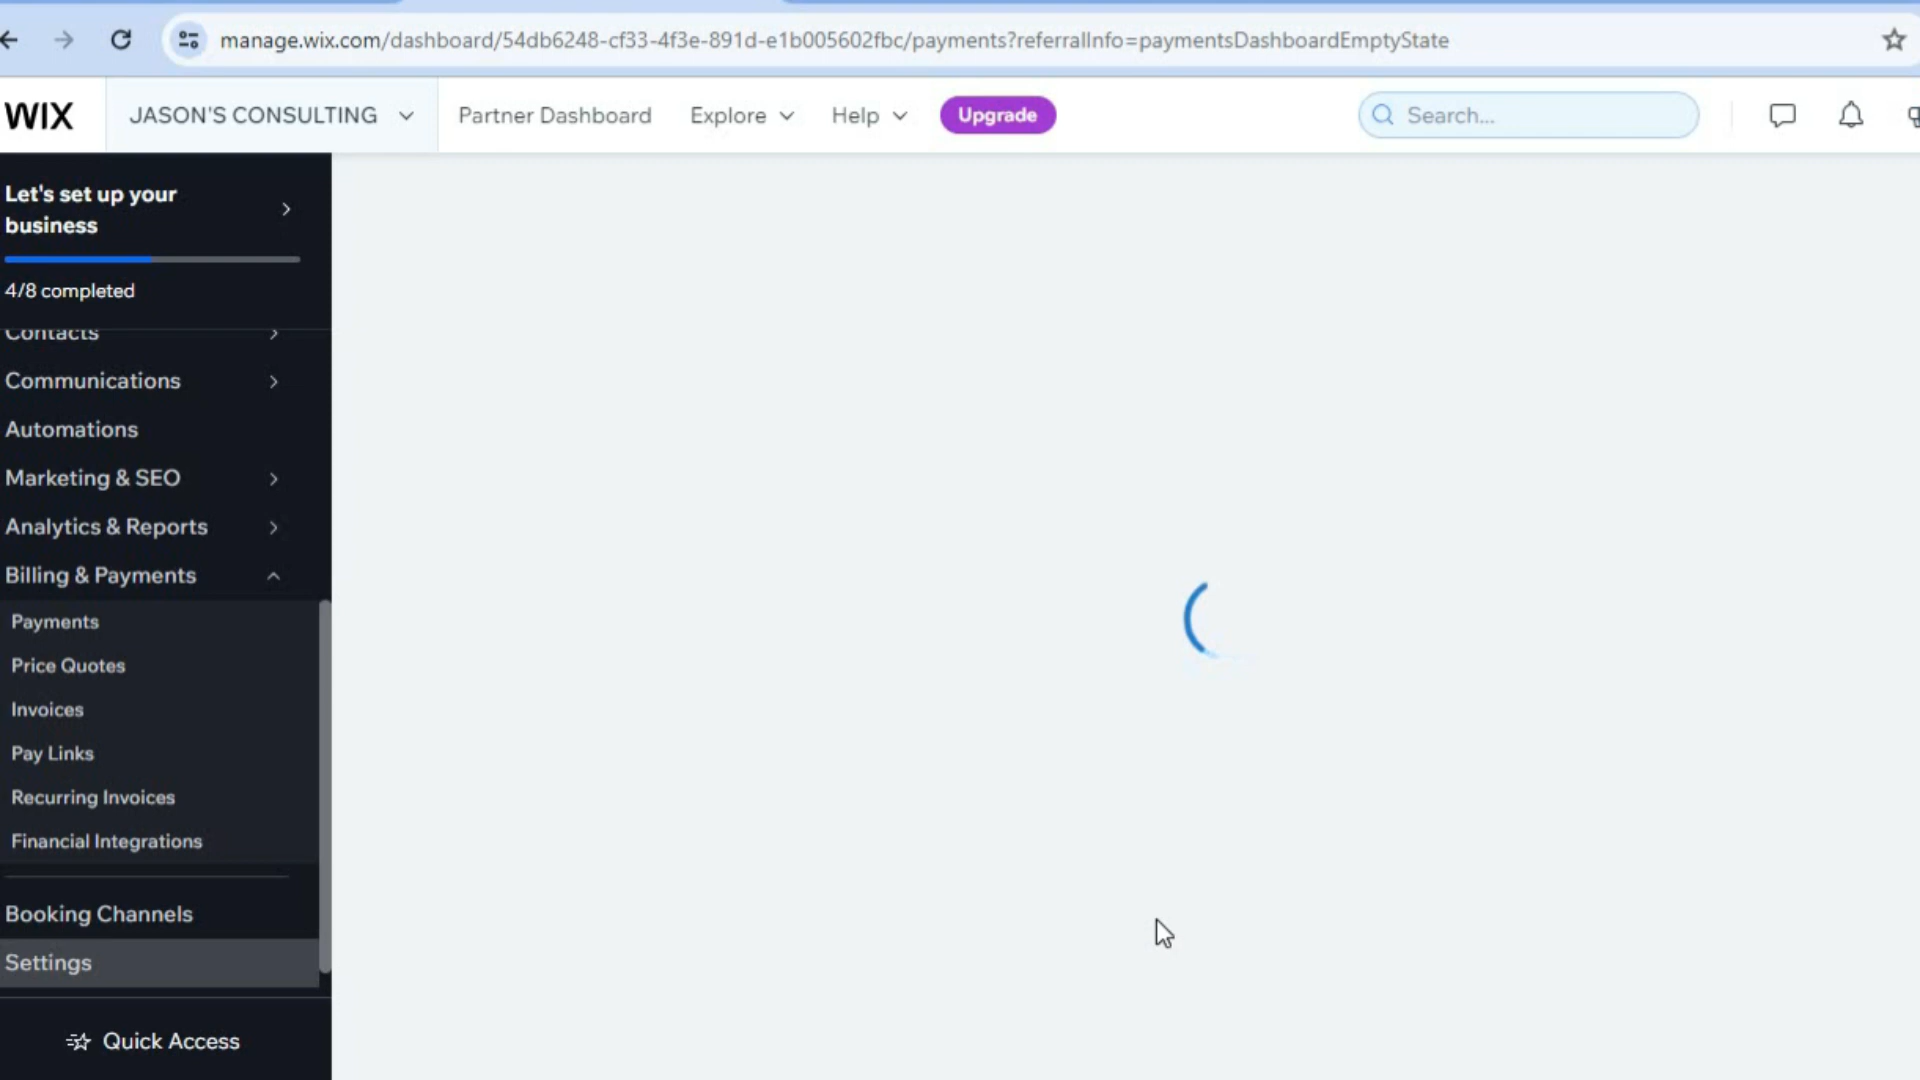 manage.wix.com/dashboard/54db6248-cf33-4f3e-891d-e1b005602fbc/payments?referralInfo=paymentsDashboardEmptyState
WIX JASON'S CONSULTING Partner Dashboard Explore Help Upgrade Search...
Let's set up your
business
4/8 completed
Contacts
Communications
Automations
Marketing & SEO
Analytics & Reports
Billing & Payments
Payments
Price Quotes
Invoices
Pay Links
Recurring Invoices
Financial Integrations
Booking Channels
Settings
Quick Access